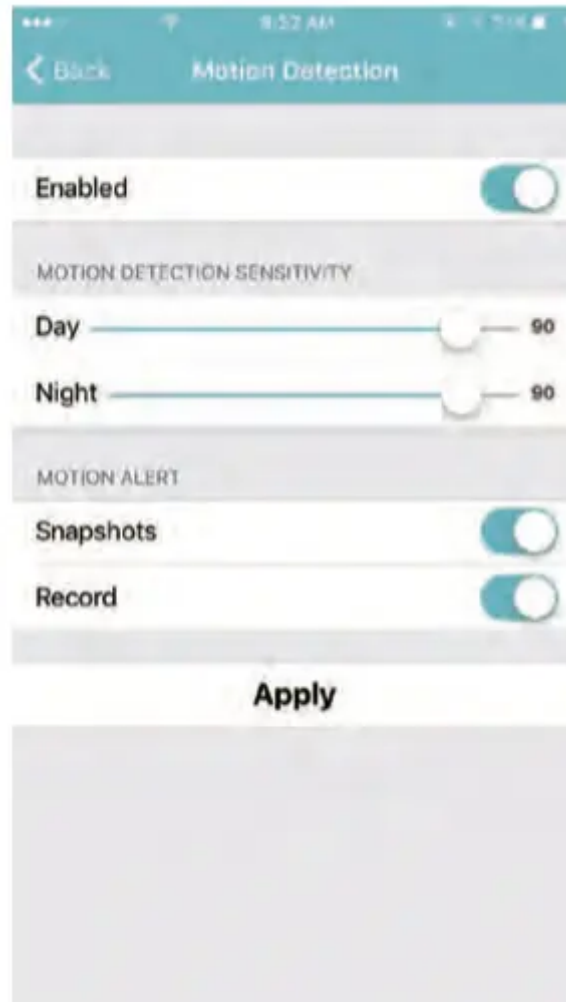 Back
Motion Detection
Enabled
MOTION DETECTION SENSITIVITY
Day 90
Night 90
MOTION ALERT
Snapshots
Record
Apply